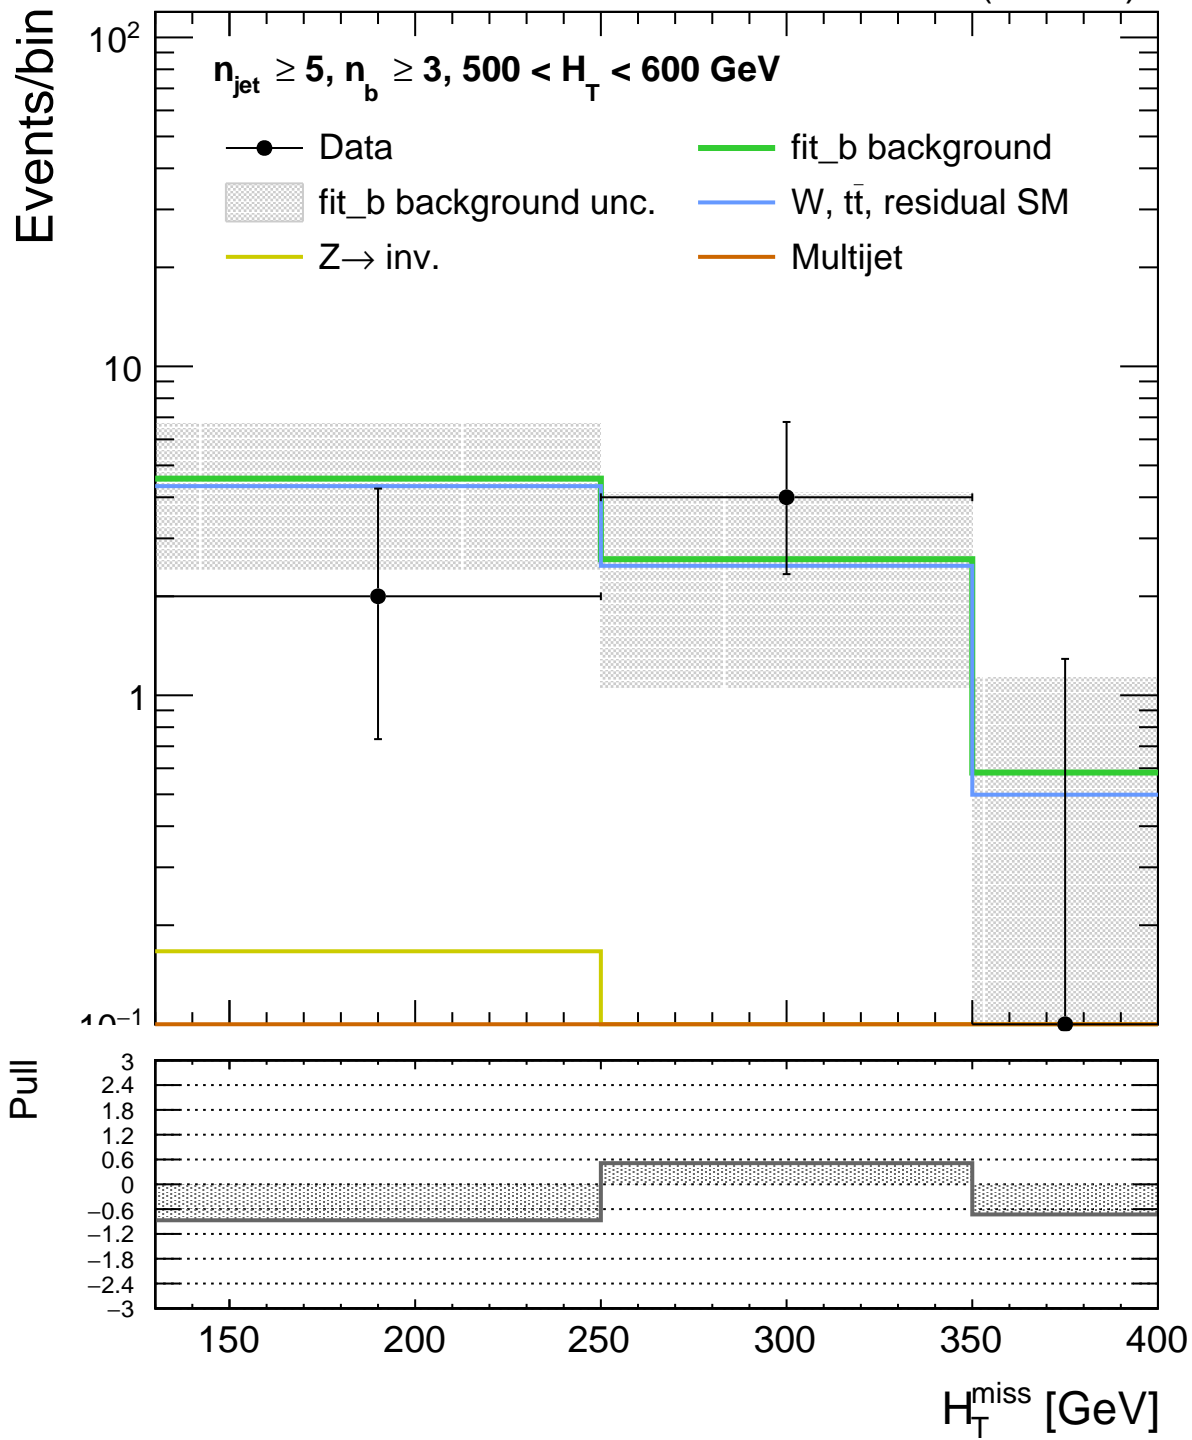 10²
Events/bin
n_jet ≥ 5, n_b ≥ 3, 500 < H_T < 600 GeV
Data
fit_b background
fit_b background unc.
W, tt̄, residual SM
Z→ inv.
Multijet
10
1
10⁻¹
Pull
3
2.4
1.8
1.2
0.6
0
−0.6
−1.2
−1.8
−2.4
−3
150 200 250 300 350 400
H_T^miss [GeV]